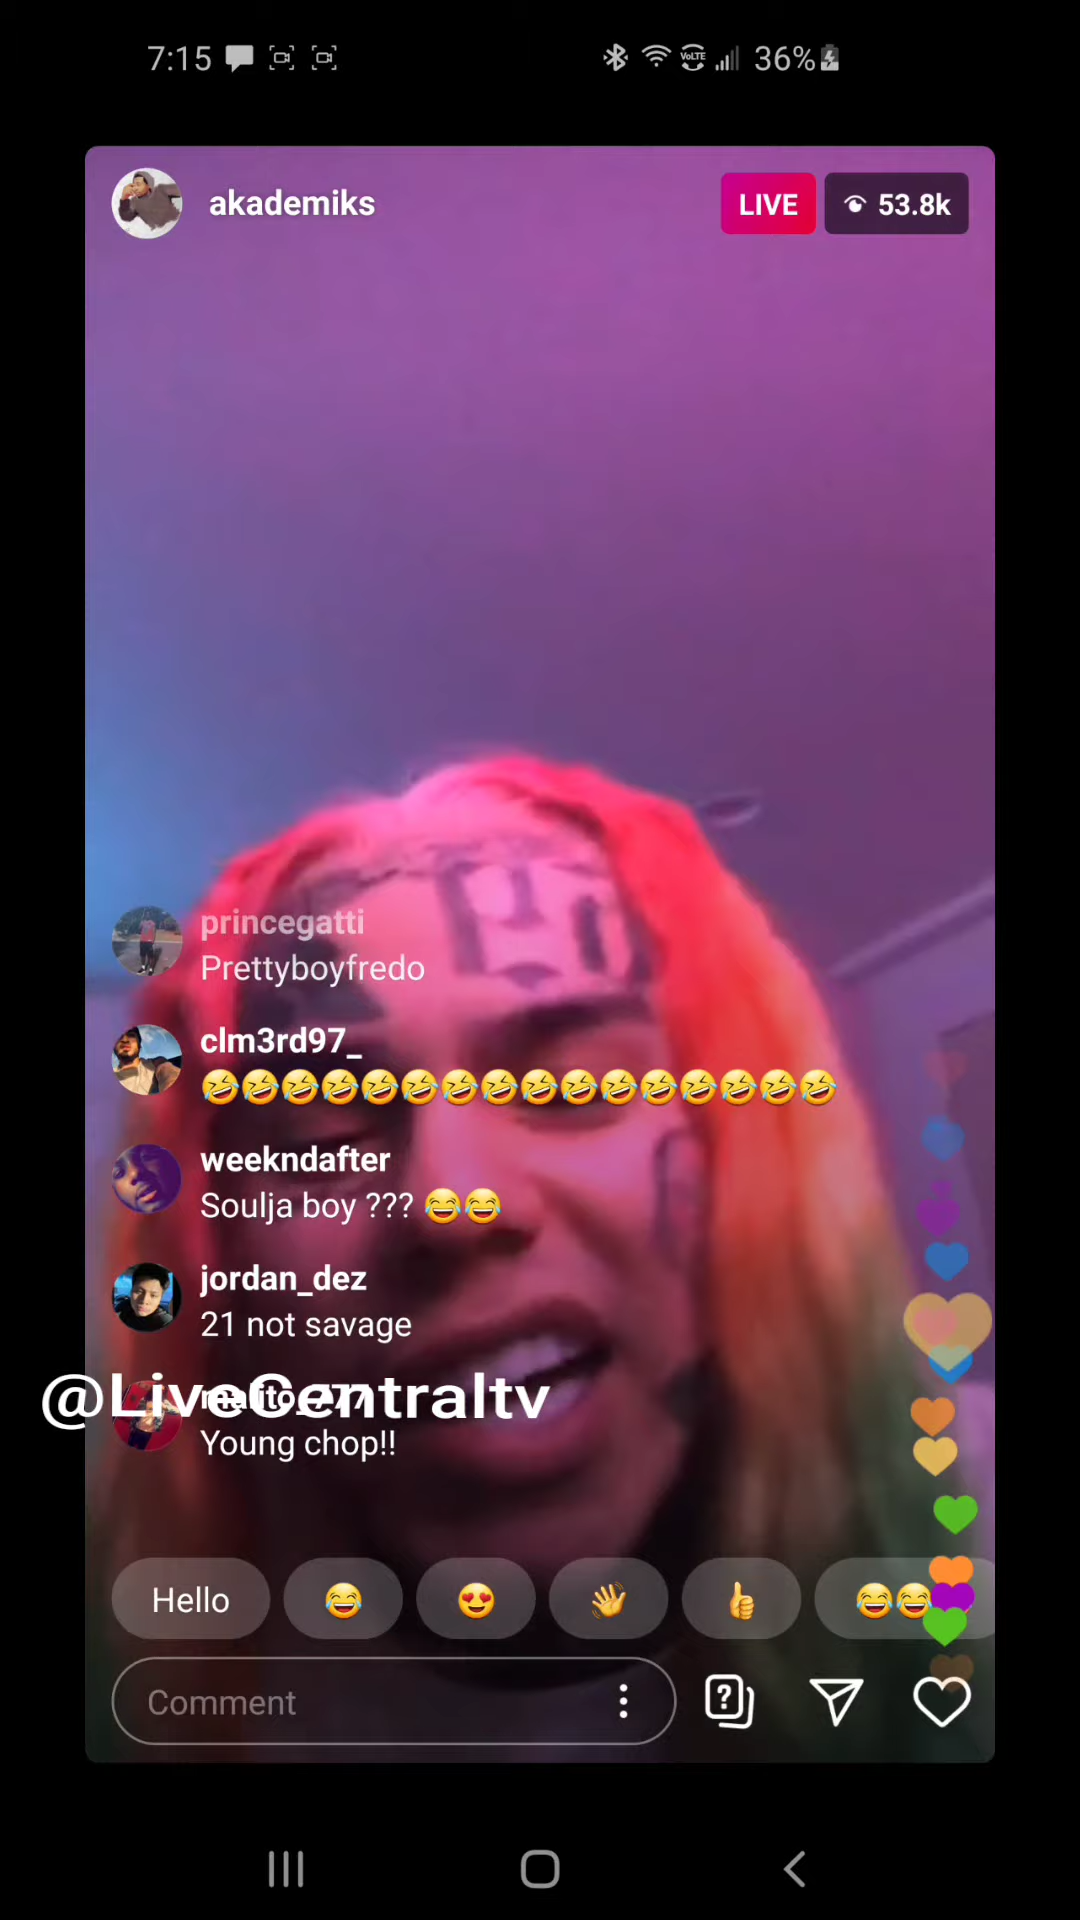 7:15
VoLTE
36%
akademiks
LIVE
53.8k
princegatti
Prettyboyfredo
clm3rd97_
🤣🤣🤣🤣🤣🤣🤣🤣🤣🤣🤣🤣🤣🤣🤣🤣
weekndafter
Soulja boy ??? 😂😂
jordan_dez
21 not savage
@LiveCentraltv
Young chop!!
Hello 😂 😍 👋 👍 😂😂
Comment